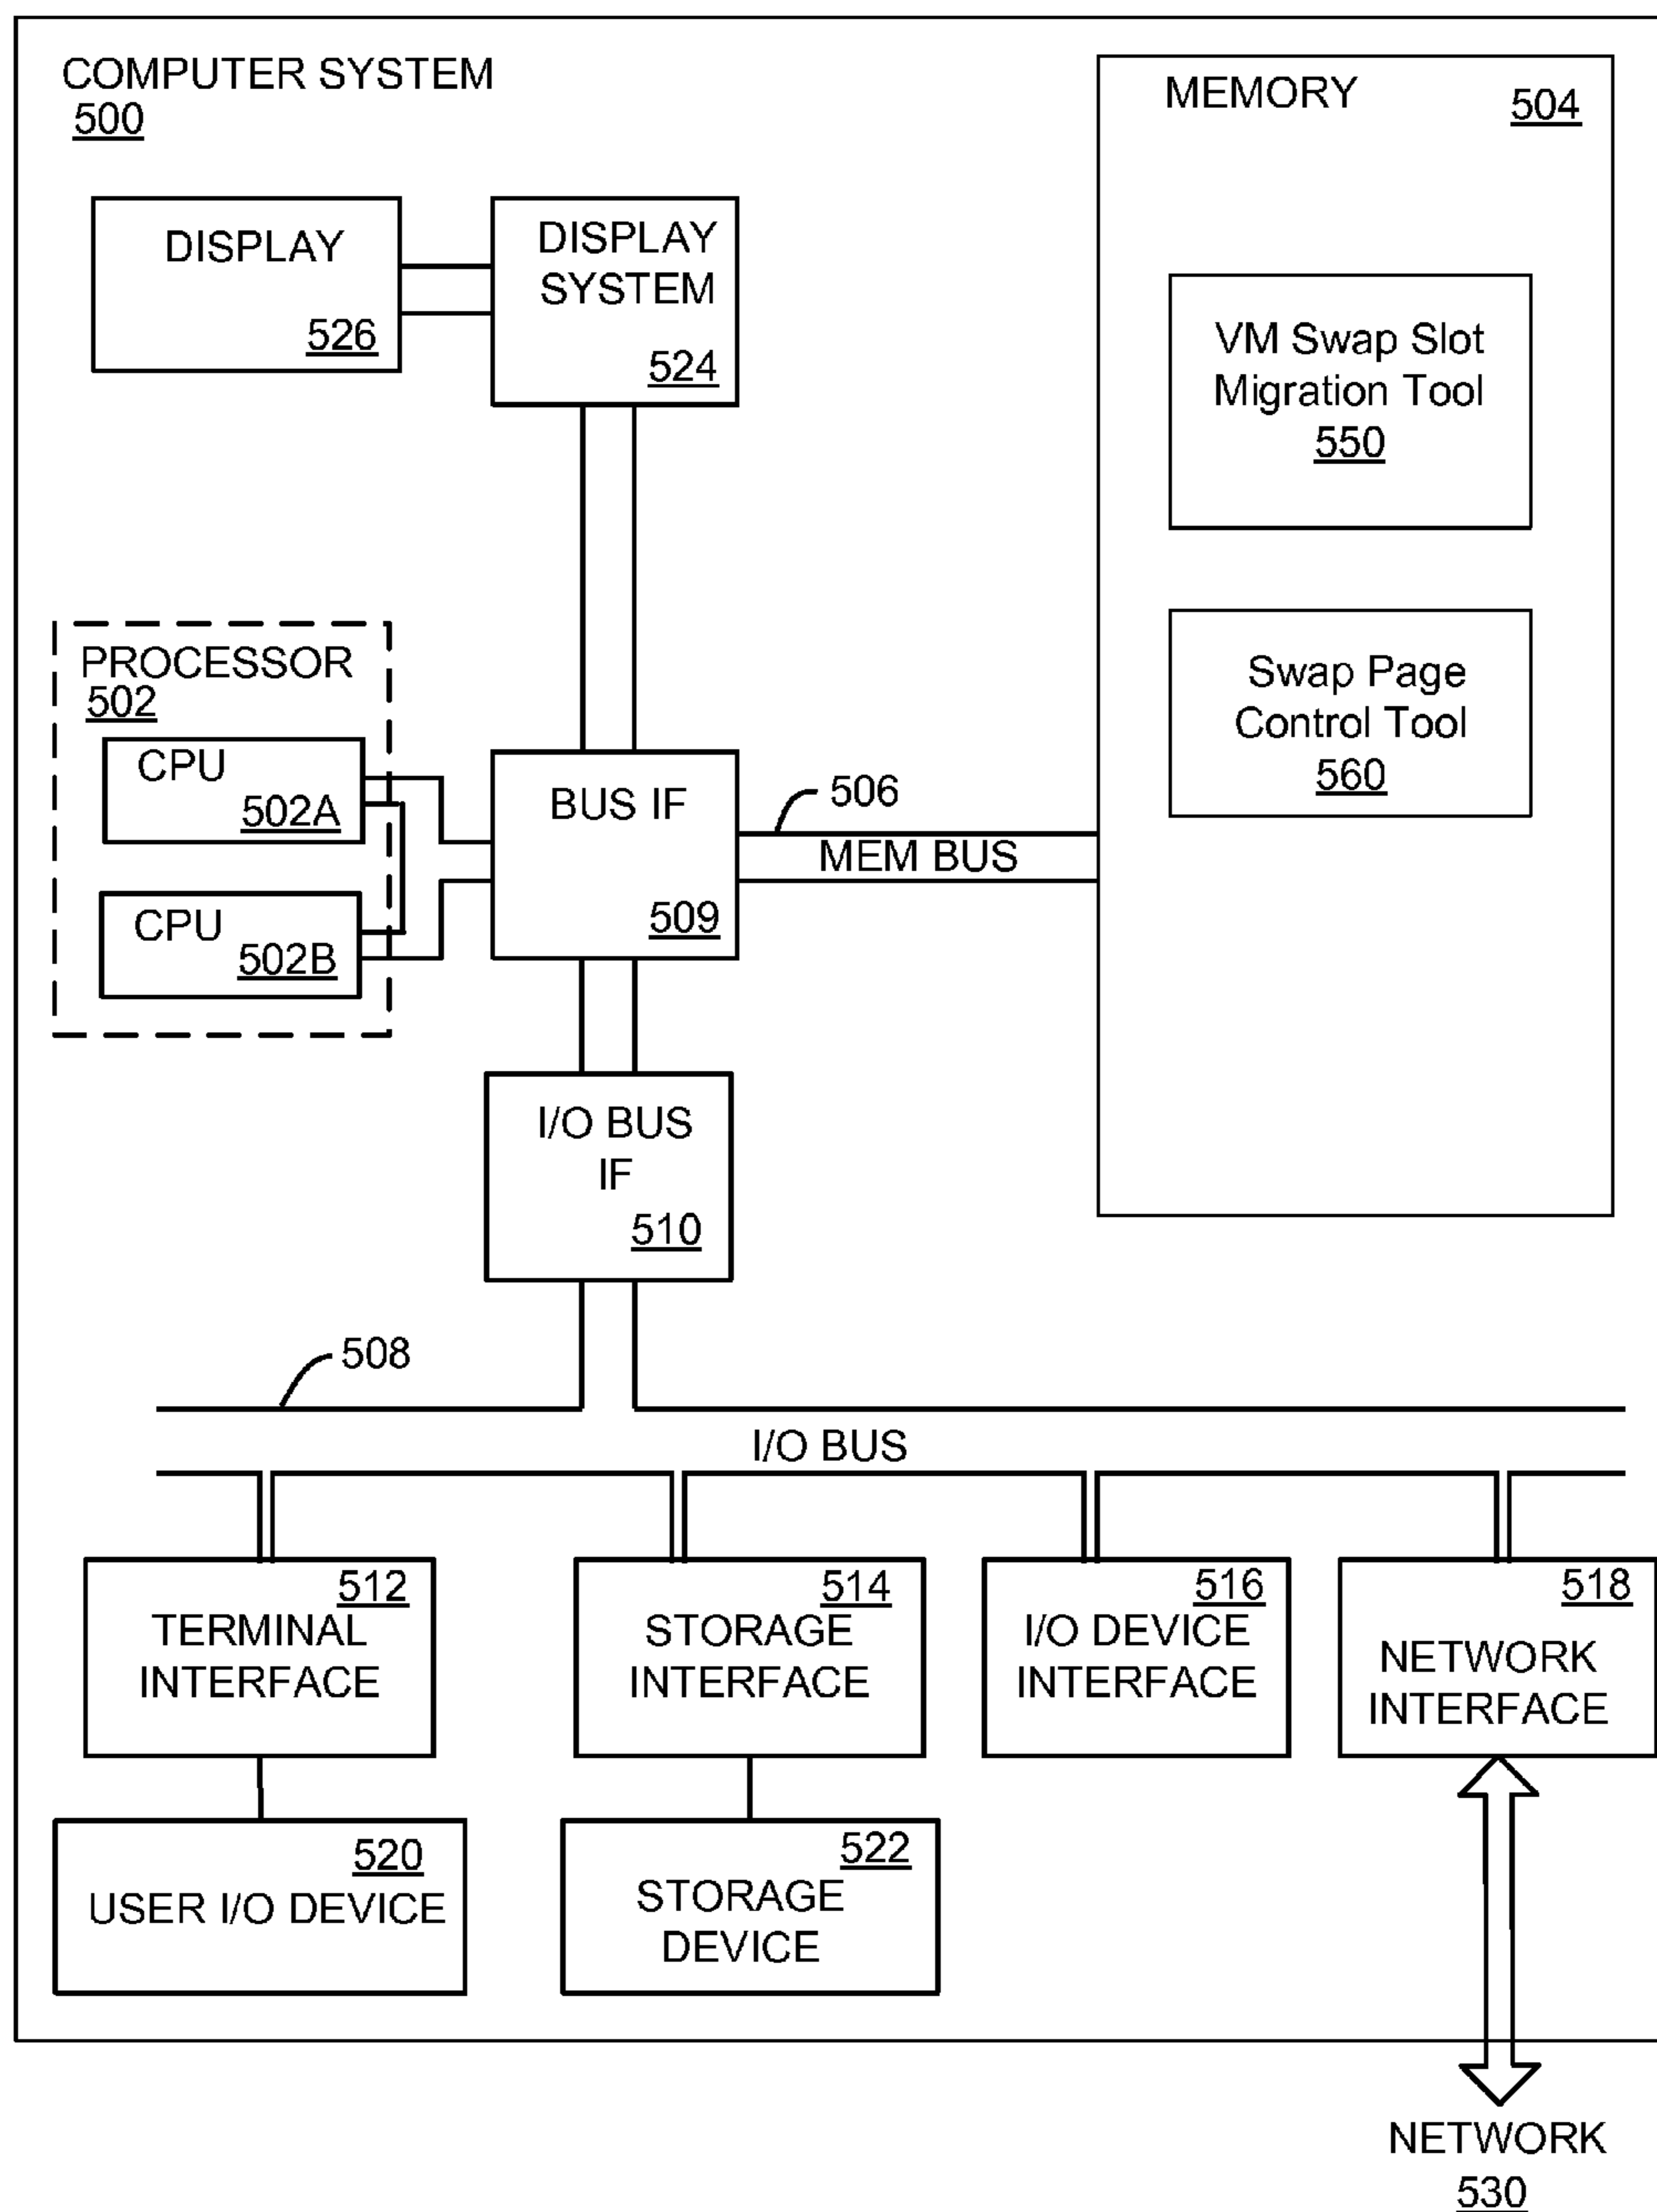 COMPUTER SYSTEM
500
MEMORY
504
DISPLAY
526
DISPLAY
SYSTEM
524
VM Swap Slot
Migration Tool
550
Swap Page
Control Tool
560
PROCESSOR
502
CPU
502A
CPU
502B
BUS IF
509
506
MEM BUS
I/O BUS
IF
510
508
I/O BUS
512
TERMINAL
INTERFACE
514
STORAGE
INTERFACE
516
I/O DEVICE
INTERFACE
518
NETWORK
INTERFACE
520
USER I/O DEVICE
522
STORAGE
DEVICE
NETWORK
530